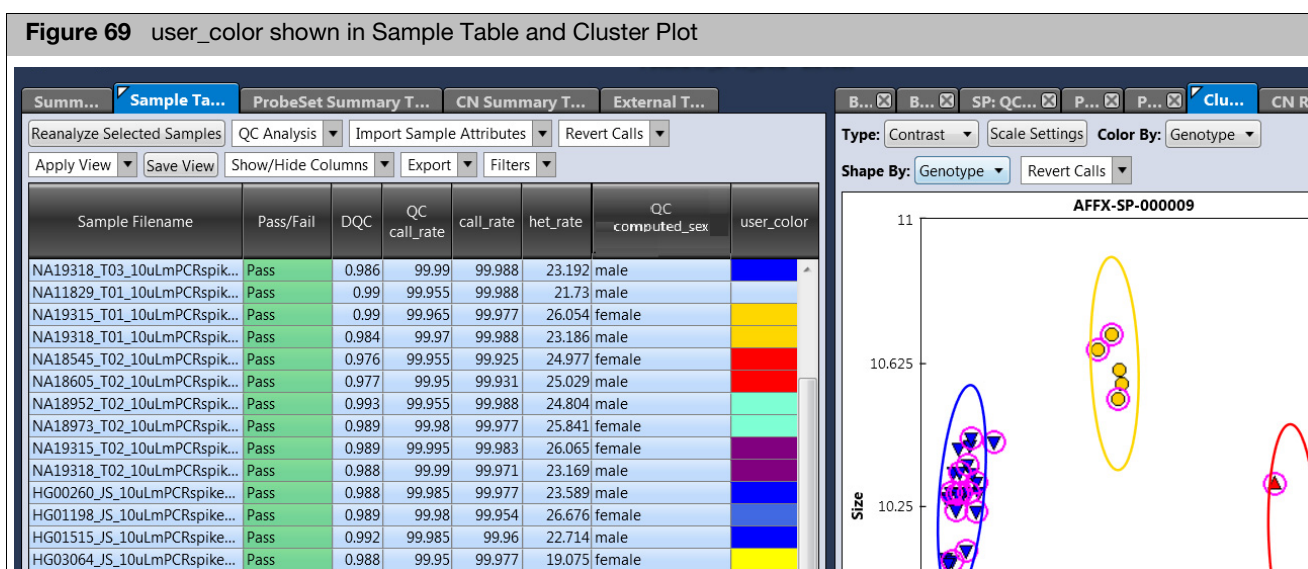 Figure 69 user_color shown in Sample Table and Cluster Plot
Summ... Sample Ta... ProbeSet Summary T... CN Summary T... External T...
Reanalyze Selected Samples QC Analysis Import Sample Attributes Revert Calls
Apply View Save View Show/Hide Columns Export Filters
Sample Filename Pass/Fail DQC QC call_rate call_rate het_rate QC computed_sex user_color
NA19318_T03_10uLmPCRspik... Pass 0.986 99.99 99.988 23.192 male
NA11829_T01_10uLmPCRspik... Pass 0.99 99.955 99.988 21.73 male
NA19315_T01_10uLmPCRspik... Pass 0.99 99.965 99.977 26.054 female
NA19318_T01_10uLmPCRspik... Pass 0.984 99.97 99.988 23.186 male
NA18545_T02_10uLmPCRspik... Pass 0.976 99.955 99.925 24.977 female
NA18605_T02_10uLmPCRspik... Pass 0.977 99.95 99.931 25.029 male
NA18952_T02_10uLmPCRspik... Pass 0.993 99.955 99.988 24.804 male
NA18973_T02_10uLmPCRspik... Pass 0.989 99.98 99.977 25.841 female
NA19315_T02_10uLmPCRspik... Pass 0.989 99.995 99.983 26.065 female
NA19318_T02_10uLmPCRspik... Pass 0.988 99.99 99.971 23.169 male
HG00260_JS_10uLmPCRspike... Pass 0.988 99.985 99.977 23.589 male
HG01198_JS_10uLmPCRspike... Pass 0.989 99.98 99.954 26.676 female
HG01515_JS_10uLmPCRspike... Pass 0.992 99.985 99.96 22.714 male
HG03064_JS_10uLmPCRspike... Pass 0.988 99.95 99.977 19.075 female
B... B... SP: QC... P... P... Clu... CN R
Type: Contrast Scale Settings Color By: Genotype
Shape By: Genotype Revert Calls
AFFX-SP-000009
11
10.625
10.25
Size